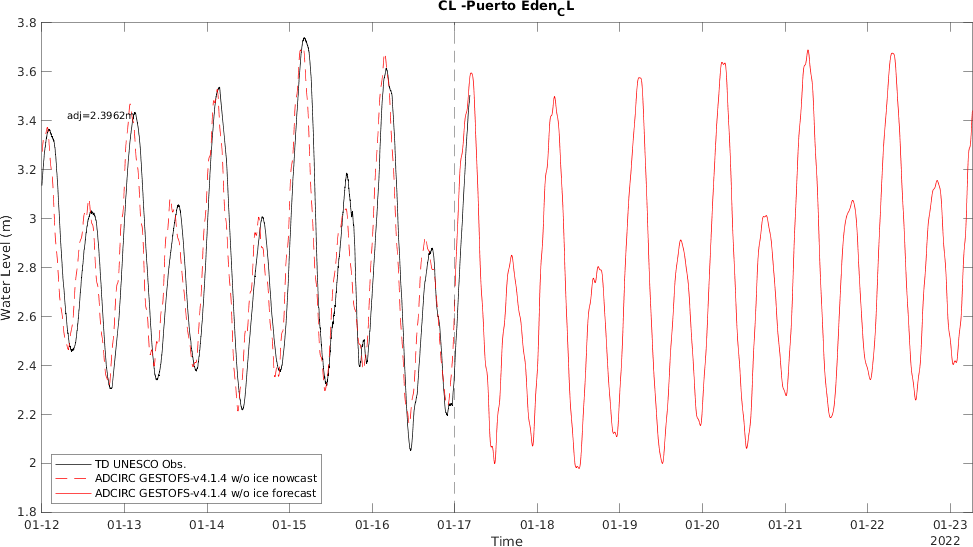 CL -Puerto Eden_CL
3.8
3.6
3.4
3.2
3
2.8
2.6
2.4
2.2
2
1.8
Water Level (m)
adj=2.3962m
TD UNESCO Obs.
ADCIRC GESTOFS-v4.1.4 w/o ice nowcast
ADCIRC GESTOFS-v4.1.4 w/o ice forecast
01-12 01-13 01-14 01-15 01-16 01-17 01-18 01-19 01-20 01-21 01-22 01-23
Time
2022